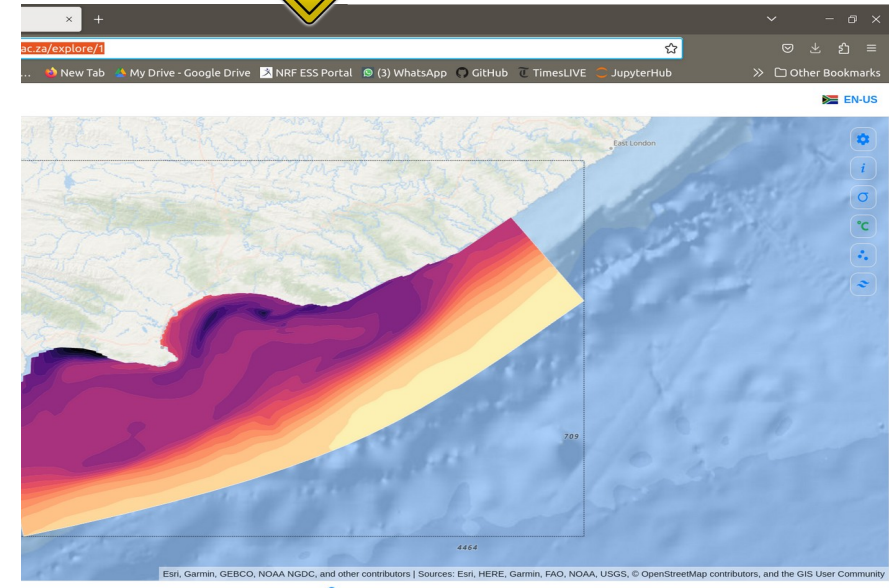 × +
ac.za/explore/1
... New Tab My Drive - Google Drive NRF ESS Portal (3) WhatsApp GitHub TimesLIVE JupyterHub >> Other Bookmarks
EN-US
East London
i
°C
709
4464
Esri, Garmin, GEBCO, NOAA NGDC, and other contributors | Sources: Esri, HERE, Garmin, FAO, NOAA, USGS, © OpenStreetMap contributors, and the GIS User Community